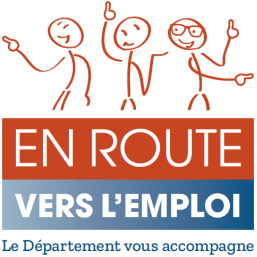 EN ROUTE
VERS L'EMPLOI
Le Département vous accompagne